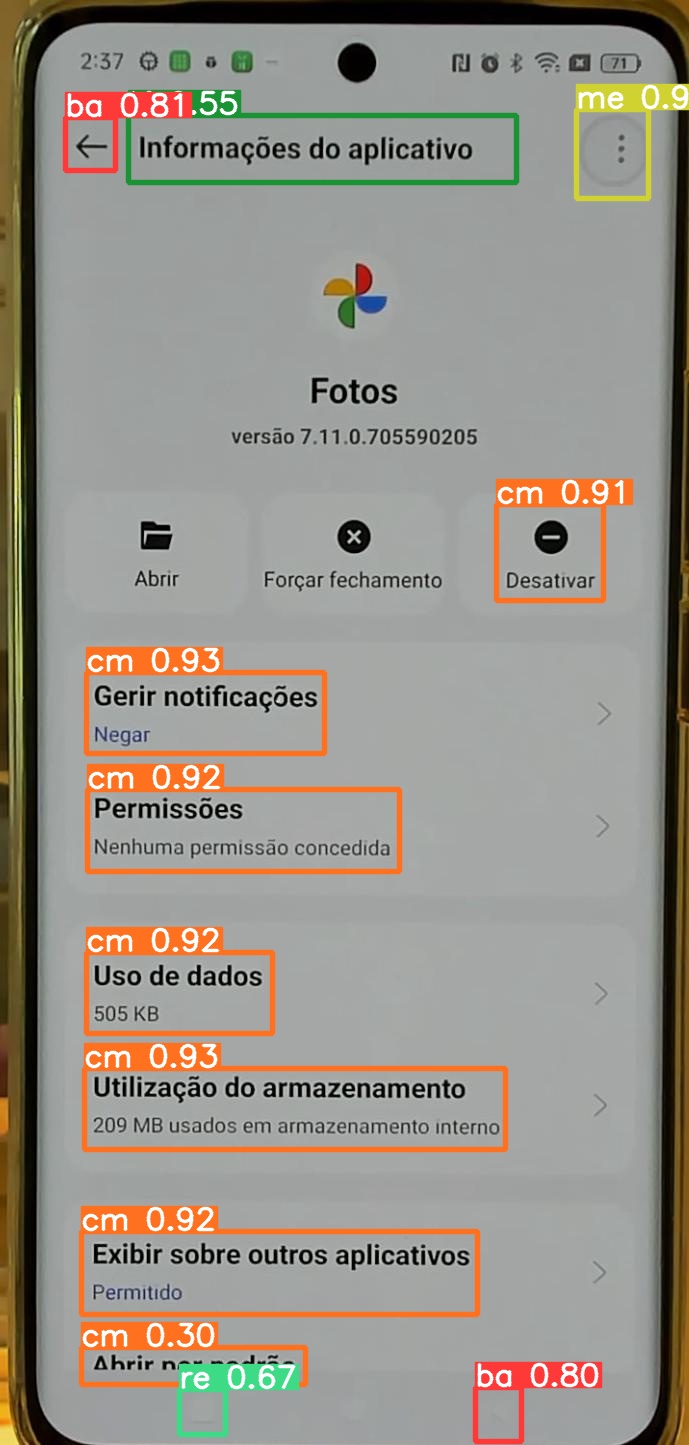 2:37
71
ba 0.81
.55
me 0.9
Informações do aplicativo
Fotos
versão 7.11.0.705590205
cm 0.91
Abrir
Forçar fechamento
Desativar
cm 0.93
Gerir notificações
Negar
cm 0.92
Permissões
Nenhuma permissão concedida
cm 0.92
Uso de dados
505 KB
cm 0.93
Utilização do armazenamento
209 MB usados em armazenamento interno
cm 0.92
Exibir sobre outros aplicativos
Permitido
cm 0.30
Abrir por padrão
re 0.67
ba 0.80